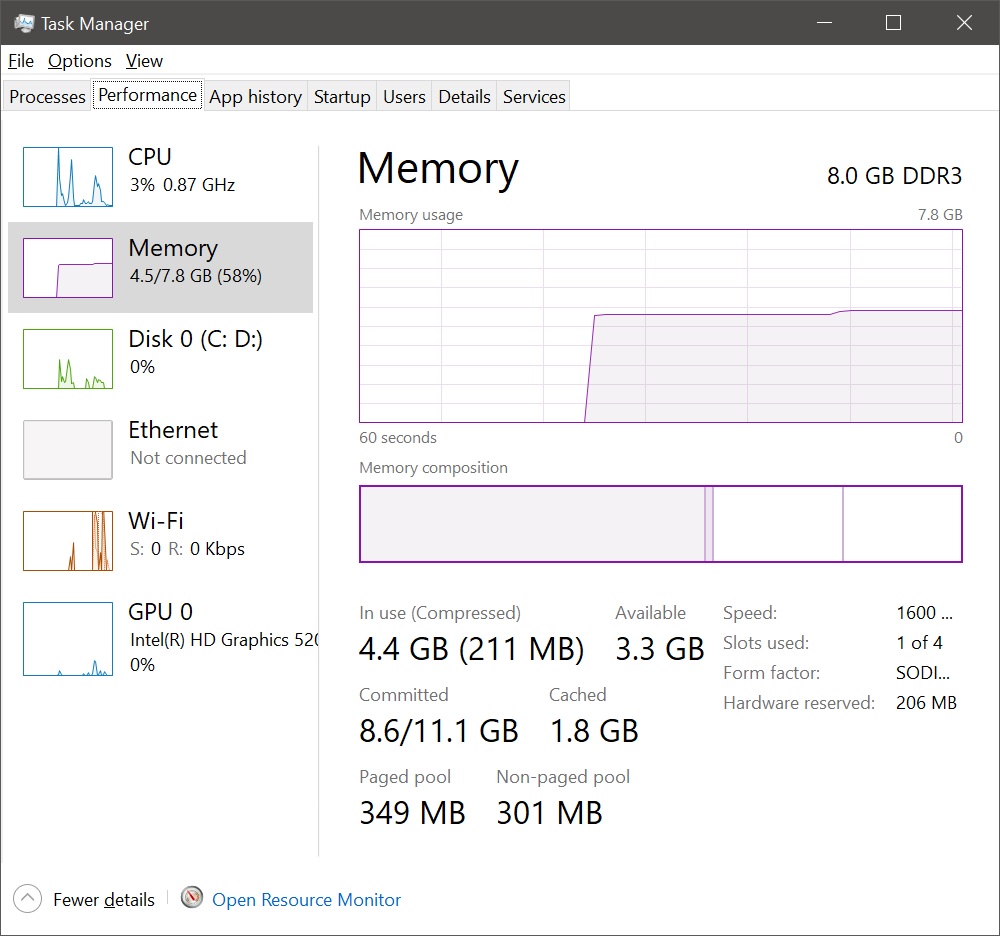 Task Manager
File Options View
Processes Performance App history Startup Users Details Services
CPU
3% 0.87 GHz
Memory
4.5/7.8 GB (58%)
Disk 0 (C: D:)
0%
Ethernet
Not connected
Wi-Fi
S: 0 R: 0 Kbps
GPU 0
Intel(R) HD Graphics 520
0%
Memory 8.0 GB DDR3
Memory usage 7.8 GB
60 seconds 0
Memory composition
In use (Compressed) Available
4.4 GB (211 MB) 3.3 GB
Committed Cached
8.6/11.1 GB 1.8 GB
Paged pool Non-paged pool
349 MB 301 MB
Speed: 1600 ...
Slots used: 1 of 4
Form factor: SODI...
Hardware reserved: 206 MB
Fewer details Open Resource Monitor